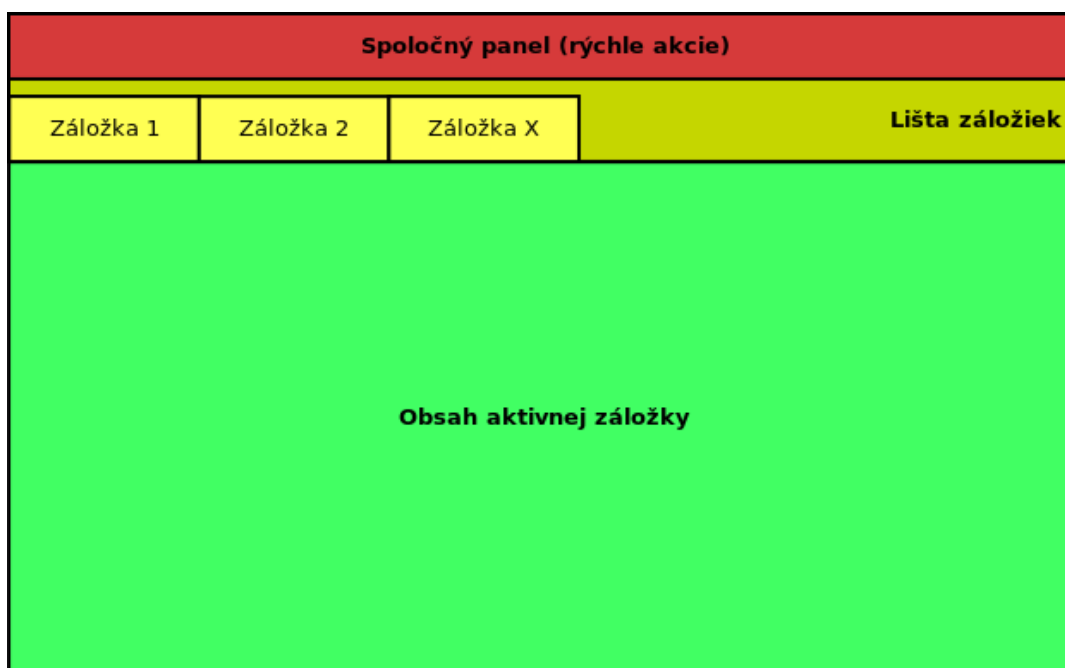 Spoločný panel (rýchle akcie)
Záložka 1
Záložka 2
Záložka X
Lišta záložiek
Obsah aktivnej záložky